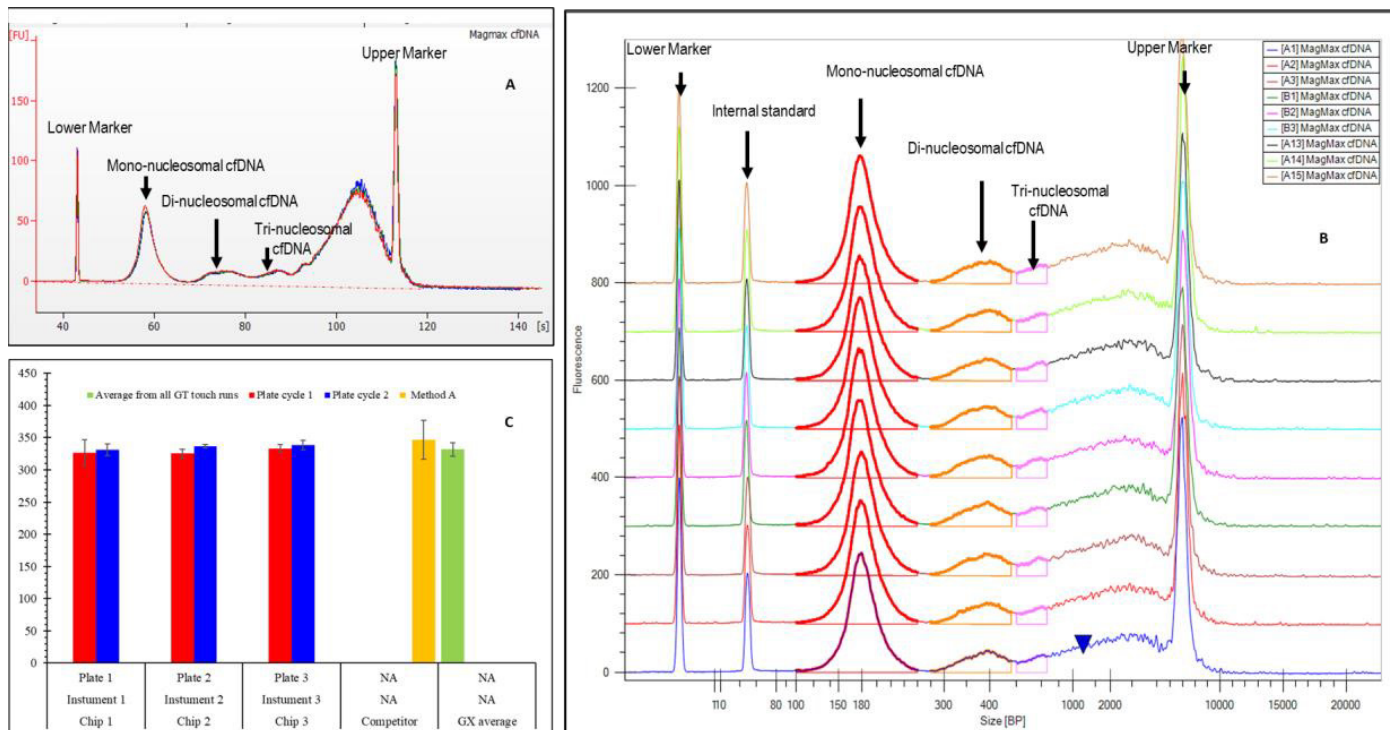 [FU]
Magmax cfDNA
Upper Marker
A
150
Lower Marker
100
Mono-nucleosomal cfDNA
Di-nucleosomal cfDNA
50
Tri-nucleosomal
cfDNA
0
40 60 80 100 120 140 [s]
450
Average from all GT touch runs Plate cycle 1 Plate cycle 2 Method A
400
C
350
300
250
200
150
100
50
0
Plate 1 Plate 2 Plate 3 NA NA
Instument 1 Instument 2 Instument 3 NA NA
Chip 1 Chip 2 Chip 3 Competitor GX average
Lower Marker
Upper Marker
[A1] MagMax cfDNA
[A2] MagMax cfDNA
[A3] MagMax cfDNA
[B1] MagMax cfDNA
[B2] MagMax cfDNA
[B3] MagMax cfDNA
[A13] MagMax cfDNA
[A14] MagMax cfDNA
[A15] MagMax cfDNA
Mono-nucleosomal cfDNA
Internal standard
Di-nucleosomal cfDNA
Tri-nucleosomal
cfDNA
B
1200
1000
800
600
400
200
0
Fluorescence
110 80 100 150 180 300 400 1000 2000 10000 15000 20000
Size [BP]